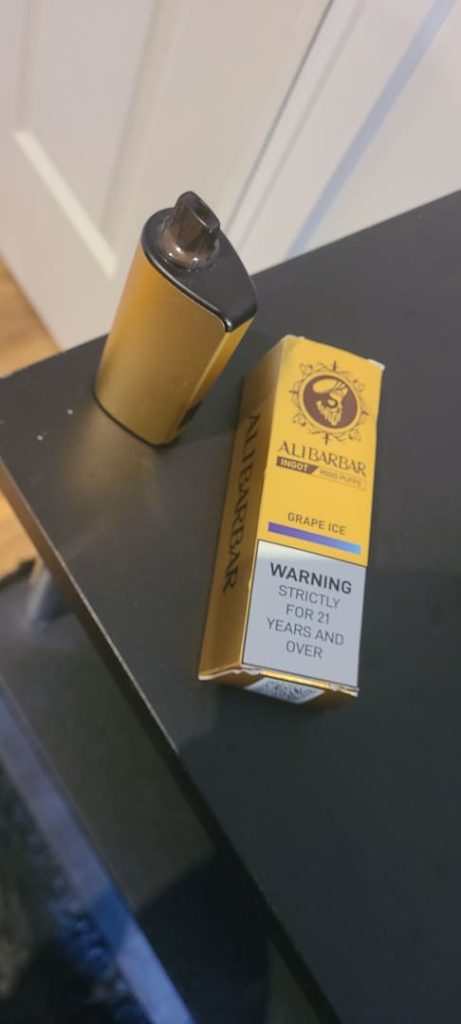 ALIBARBAR
ALIBARBAR
INGOT 9000 PUFFS
GRAPE ICE
WARNING
STRICTLY
FOR 21
YEARS AND
OVER